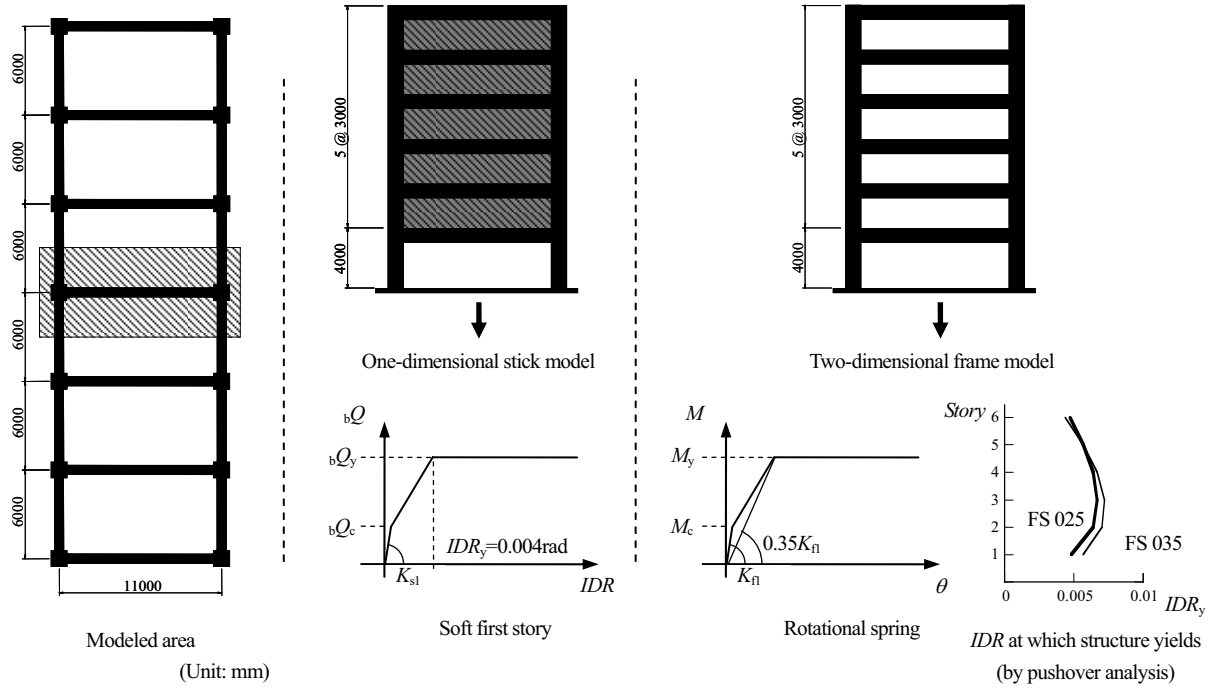 6000
6000
6000
6000
6000
6000
11000
Modeled area
(Unit: mm)
5 @ 3000
4000
One-dimensional stick model
bQ
bQy
bQc
IDRy=0.004rad
Ks1
IDR
Soft first story
5 @ 3000
4000
Two-dimensional frame model
M
My
Mc
0.35Kf1
Kf1
θ
Rotational spring
Story
6
5
4
3
2
1
FS 025
FS 035
0
0.005
0.01
IDRy
IDR at which structure yields
(by pushover analysis)